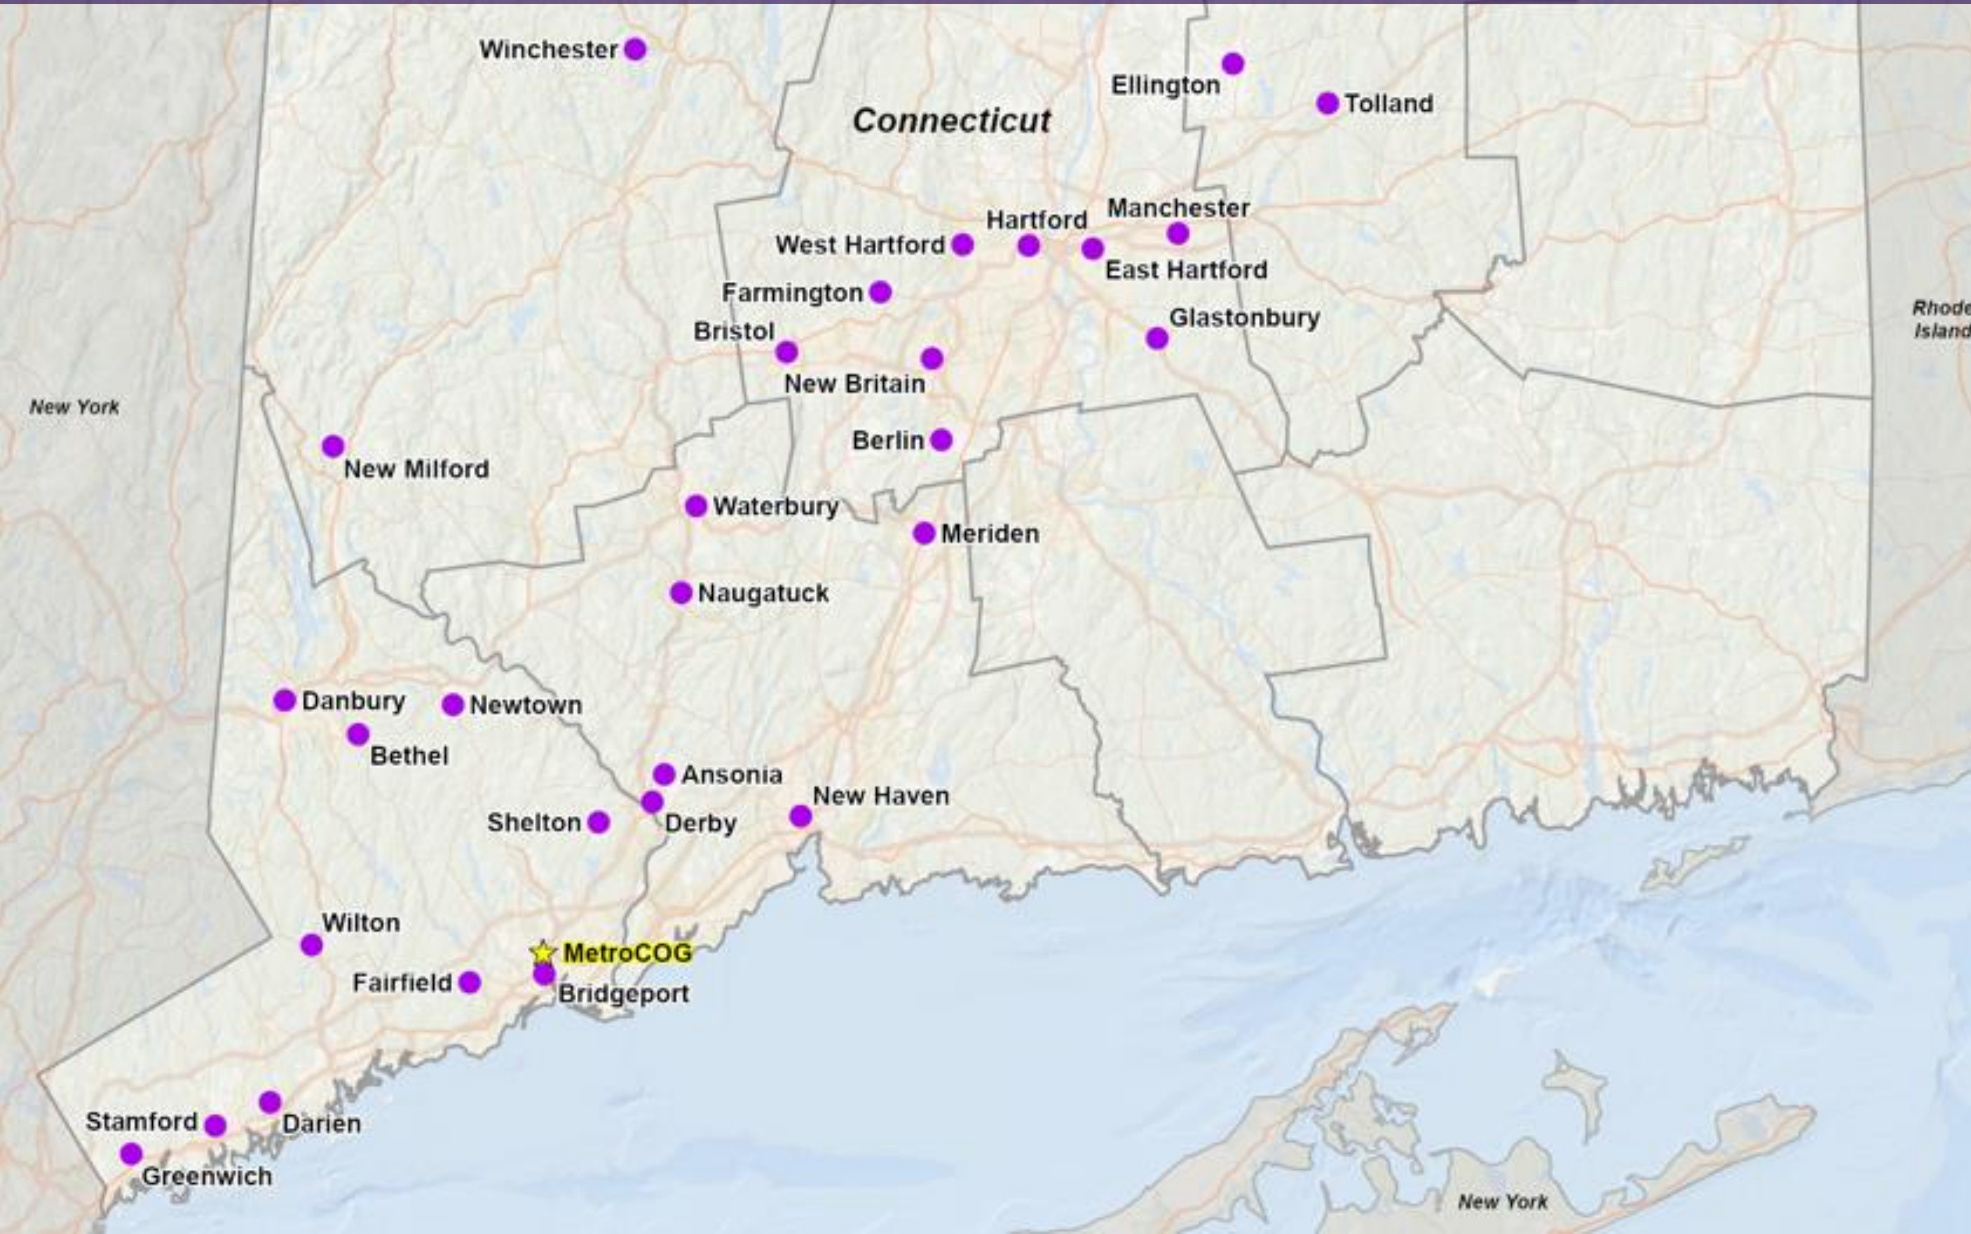 Winchester
Ellington
Tolland
Connecticut
Manchester
Hartford
West Hartford
East Hartford
Farmington
Rhode
Island
Glastonbury
Bristol
New Britain
New York
Berlin
New Milford
Waterbury
Meriden
Naugatuck
Danbury
Newtown
Bethel
Ansonia
New Haven
Shelton
Derby
Wilton
MetroCOG
Fairfield
Bridgeport
Stamford
Darien
Greenwich
New York